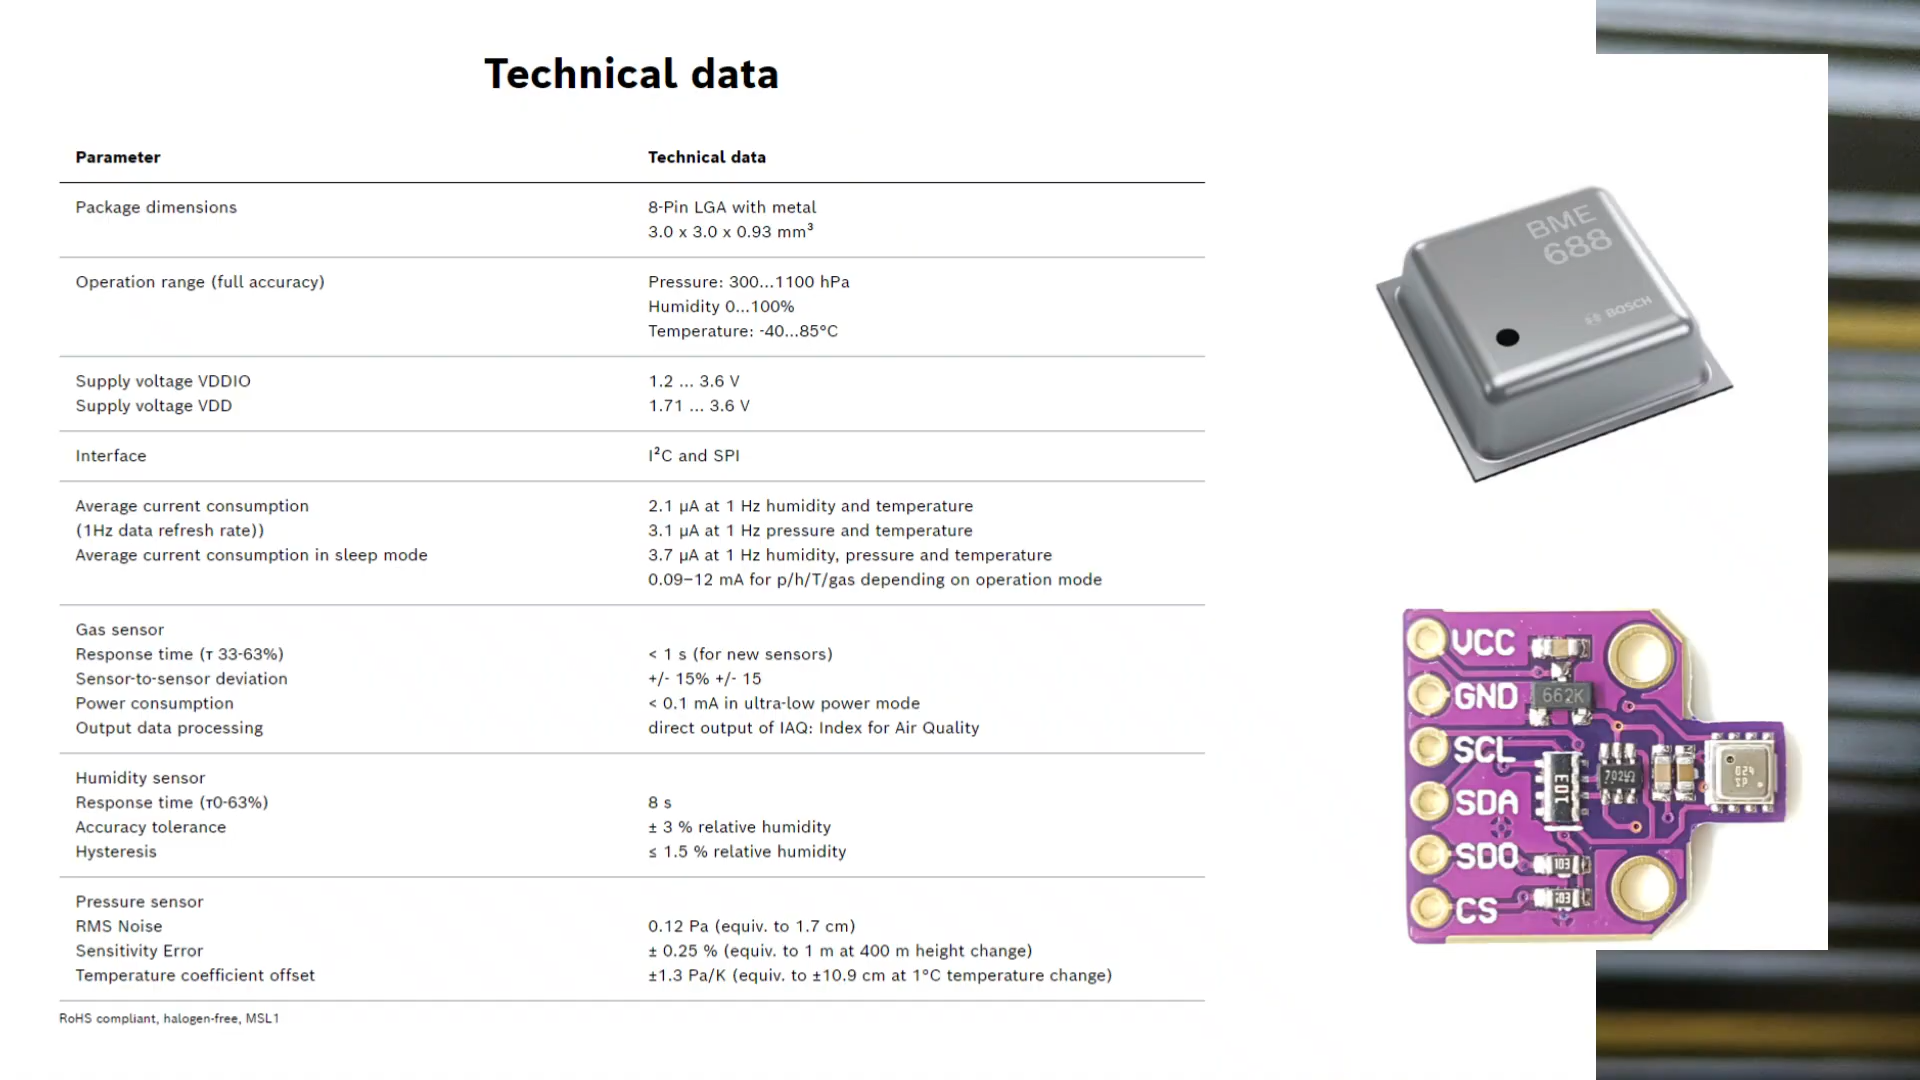 Technical data
Parameter Technical data
Package dimensions 8-Pin LGA with metal
3.0 x 3.0 x 0.93 mm³
Operation range (full accuracy) Pressure: 300...1100 hPa
Humidity 0...100%
Temperature: -40...85°C
Supply voltage VDDIO 1.2 ... 3.6 V
Supply voltage VDD 1.71 ... 3.6 V
Interface I²C and SPI
Average current consumption 2.1 µA at 1 Hz humidity and temperature
(1Hz data refresh rate)) 3.1 µA at 1 Hz pressure and temperature
Average current consumption in sleep mode 3.7 µA at 1 Hz humidity, pressure and temperature
0.09–12 mA for p/h/T/gas depending on operation mode
Gas sensor
Response time (τ 33-63%) < 1 s (for new sensors)
Sensor-to-sensor deviation +/- 15% +/- 15
Power consumption < 0.1 mA in ultra-low power mode
Output data processing direct output of IAQ: Index for Air Quality
Humidity sensor
Response time (τ0-63%) 8 s
Accuracy tolerance ± 3 % relative humidity
Hysteresis ≤ 1.5 % relative humidity
Pressure sensor
RMS Noise 0.12 Pa (equiv. to 1.7 cm)
Sensitivity Error ± 0.25 % (equiv. to 1 m at 400 m height change)
Temperature coefficient offset ±1.3 Pa/K (equiv. to ±10.9 cm at 1°C temperature change)
RoHS compliant, halogen-free, MSL1
BME
688
BOSCH
VCC
662K
GND
SCL
SDA
103
SDO
103
CS
103